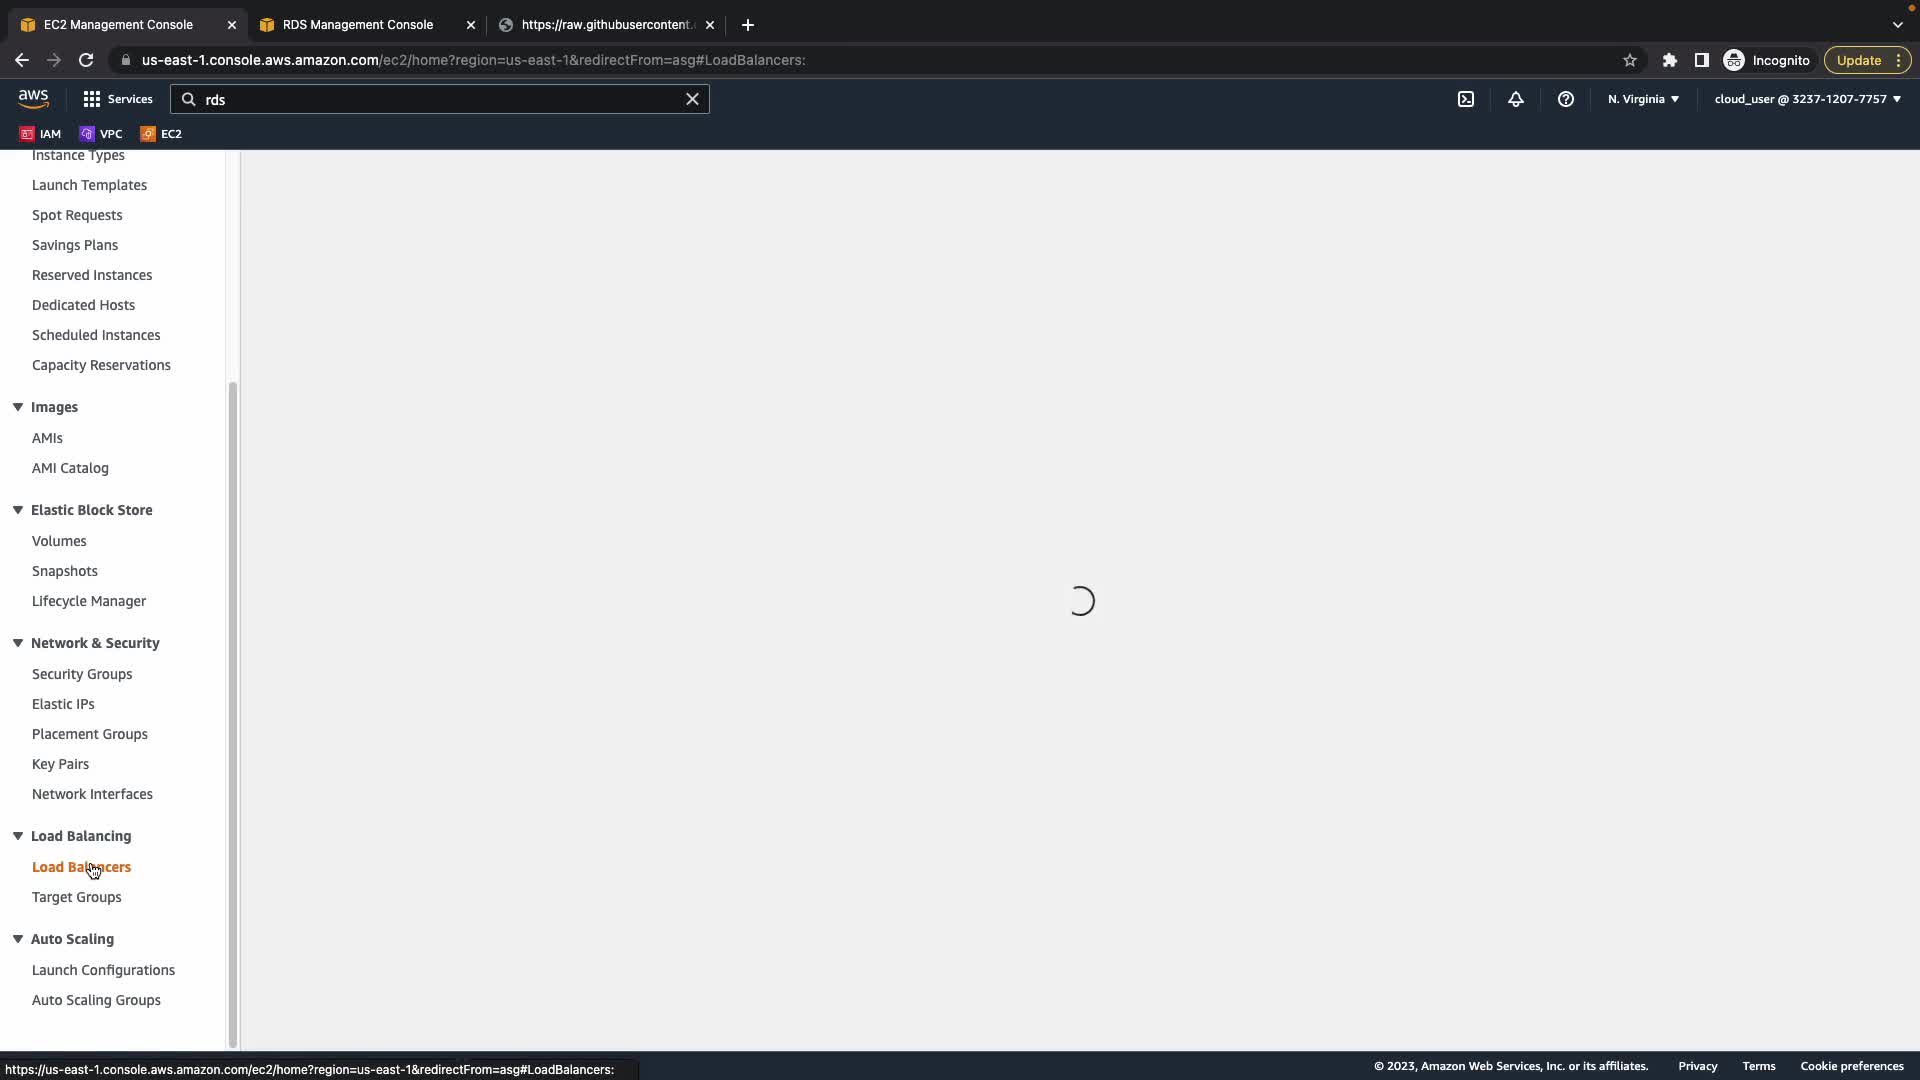 EC2 Management Console
RDS Management Console
https://raw.githubusercontent.
us-east-1.console.aws.amazon.com/ec2/home?region=us-east-1&redirectFrom=asg#LoadBalancers:
Incognito
Update
aws
Services
rds
N. Virginia
cloud_user @ 3237-1207-7757
IAM
VPC
EC2
Instance Types
Launch Templates
Spot Requests
Savings Plans
Reserved Instances
Dedicated Hosts
Scheduled Instances
Capacity Reservations
Images
AMIs
AMI Catalog
Elastic Block Store
Volumes
Snapshots
Lifecycle Manager
Network & Security
Security Groups
Elastic IPs
Placement Groups
Key Pairs
Network Interfaces
Load Balancing
Load Balancers
Target Groups
Auto Scaling
Launch Configurations
Auto Scaling Groups
https://us-east-1.console.aws.amazon.com/ec2/home?region=us-east-1&redirectFrom=asg#LoadBalancers:
© 2023, Amazon Web Services, Inc. or its affiliates.
Privacy
Terms
Cookie preferences